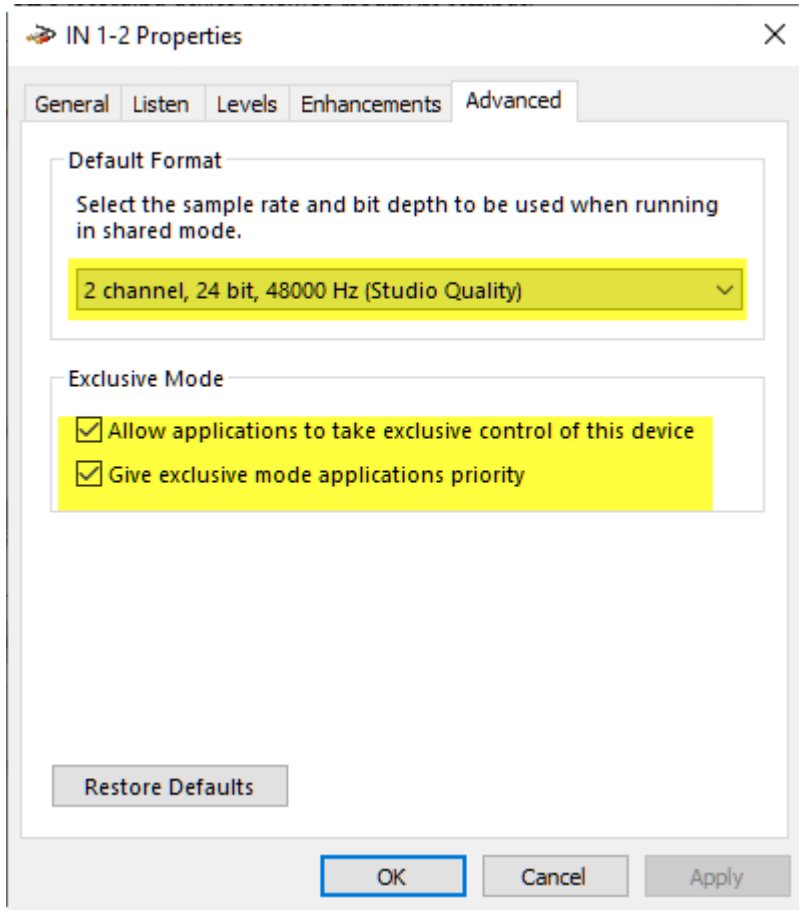 IN 1-2 Properties
General
Listen
Levels
Enhancements
Advanced
Default Format
Select the sample rate and bit depth to be used when running
in shared mode.
2 channel, 24 bit, 48000 Hz (Studio Quality)
Exclusive Mode
Allow applications to take exclusive control of this device
Give exclusive mode applications priority
Restore Defaults
OK
Cancel
Apply